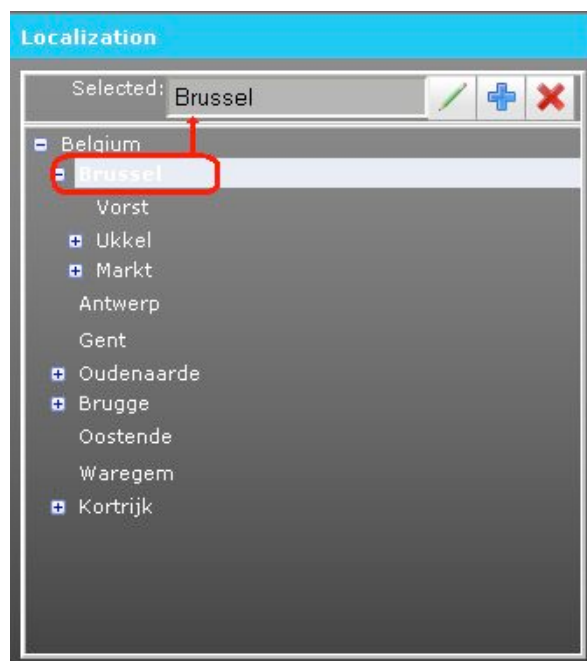 Localization
Selected: Brussel
Belgium
Brussel
Vorst
Ukkel
Markt
Antwerp
Gent
Oudenaarde
Brugge
Oostende
Waregem
Kortrijk